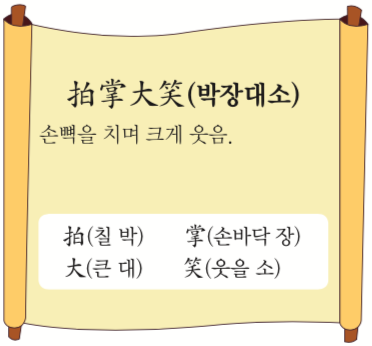 拍掌大笑(박장대소)
손뼉을 치며 크게 웃음.
拍(칠 박) 掌(손바닥 장)
大(큰 대) 笑(웃을 소)